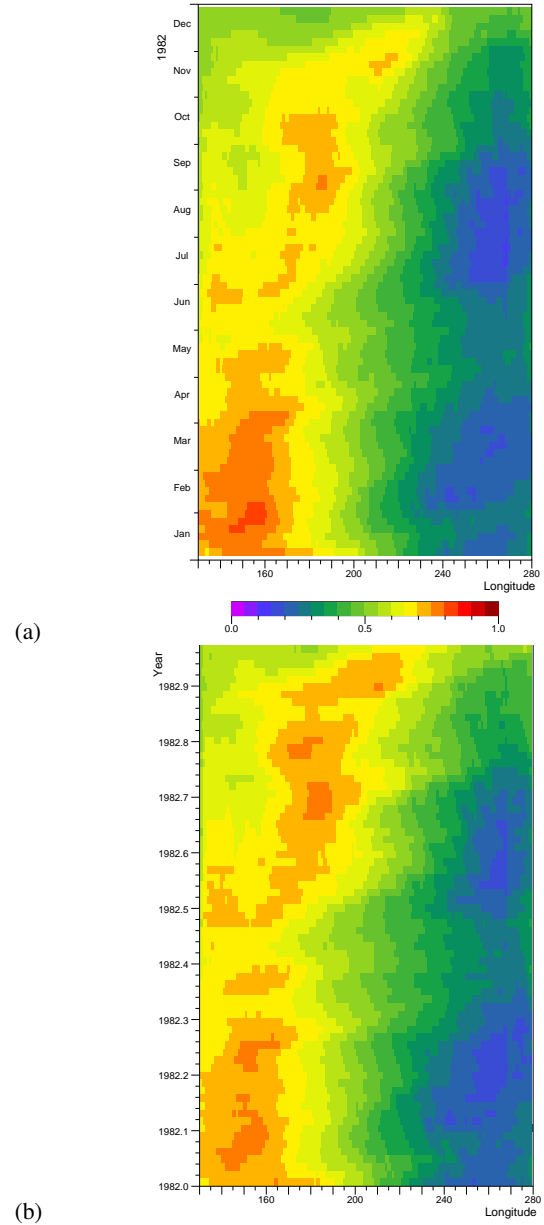 1982
Dec
Nov
Oct
Sep
Aug
Jul
Jun
May
Apr
Mar
Feb
Jan
160 200 240 280
Longitude
(a)
0.0 0.5 1.0
Year
1982.9
1982.8
1982.7
1982.6
1982.5
1982.4
1982.3
1982.2
1982.1
1982.0
160 200 240 280
Longitude
(b)